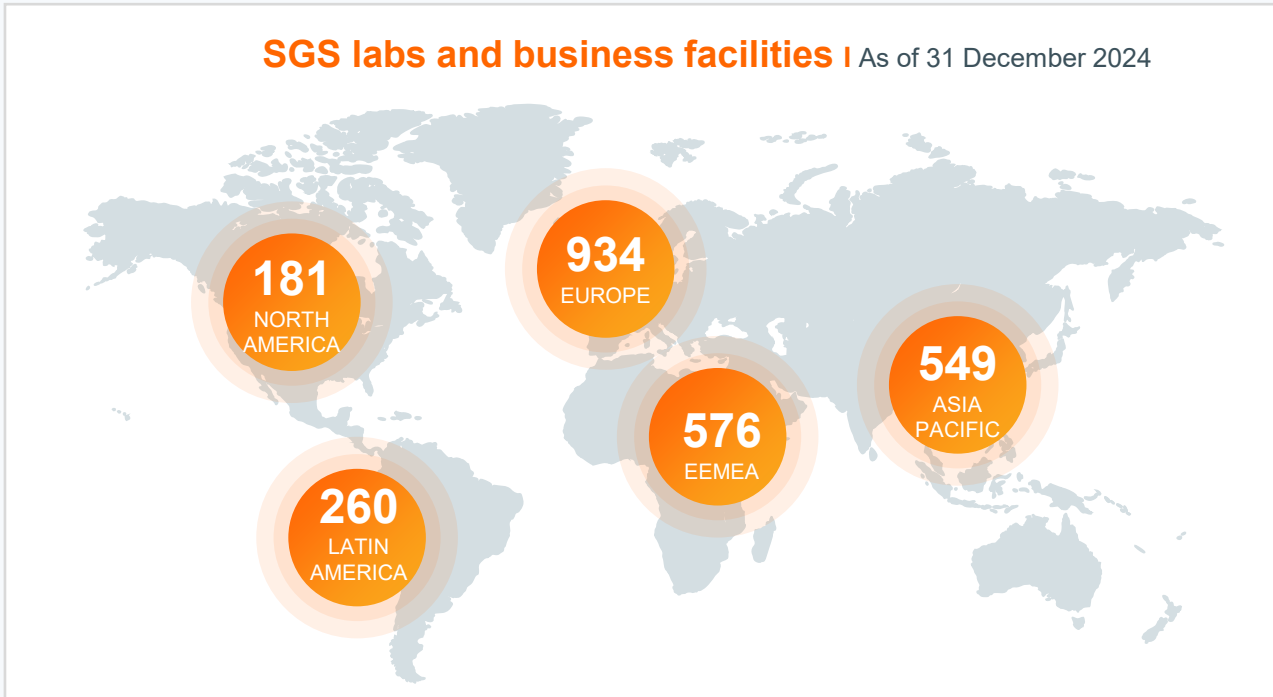 SGS labs and business facilities I As of 31 December 2024
934
EUROPE
181
NORTH
AMERICA
549
ASIA
PACIFIC
576
EEMEA
260
LATIN
AMERICA